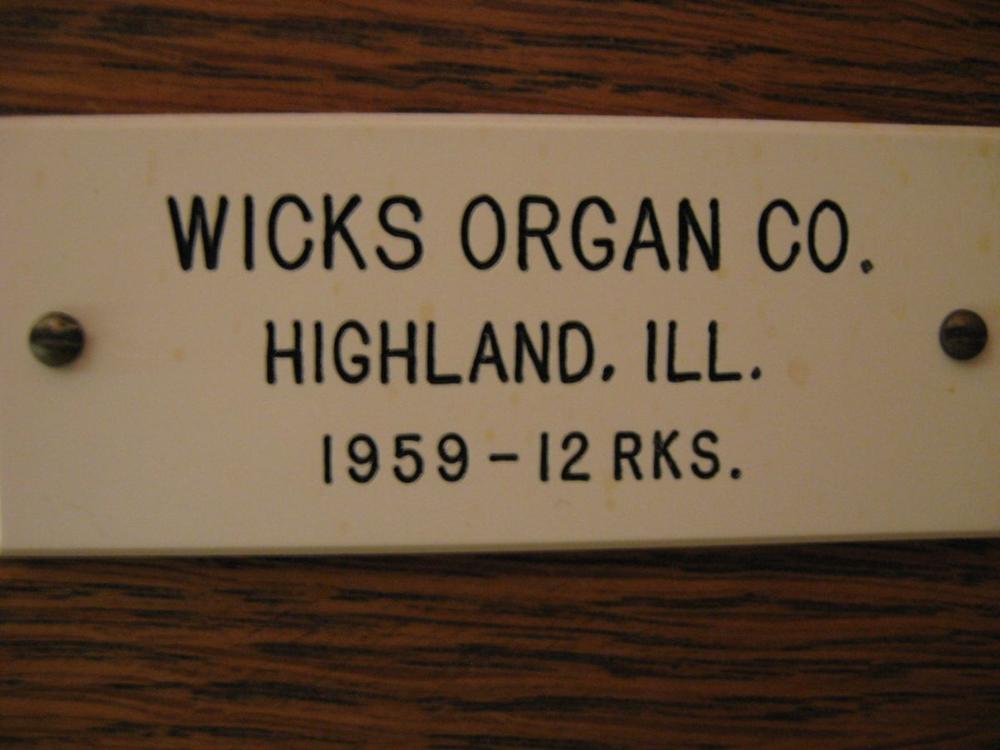 WICKS ORGAN CO.
HIGHLAND, ILL.
1959 - 12 RKS.